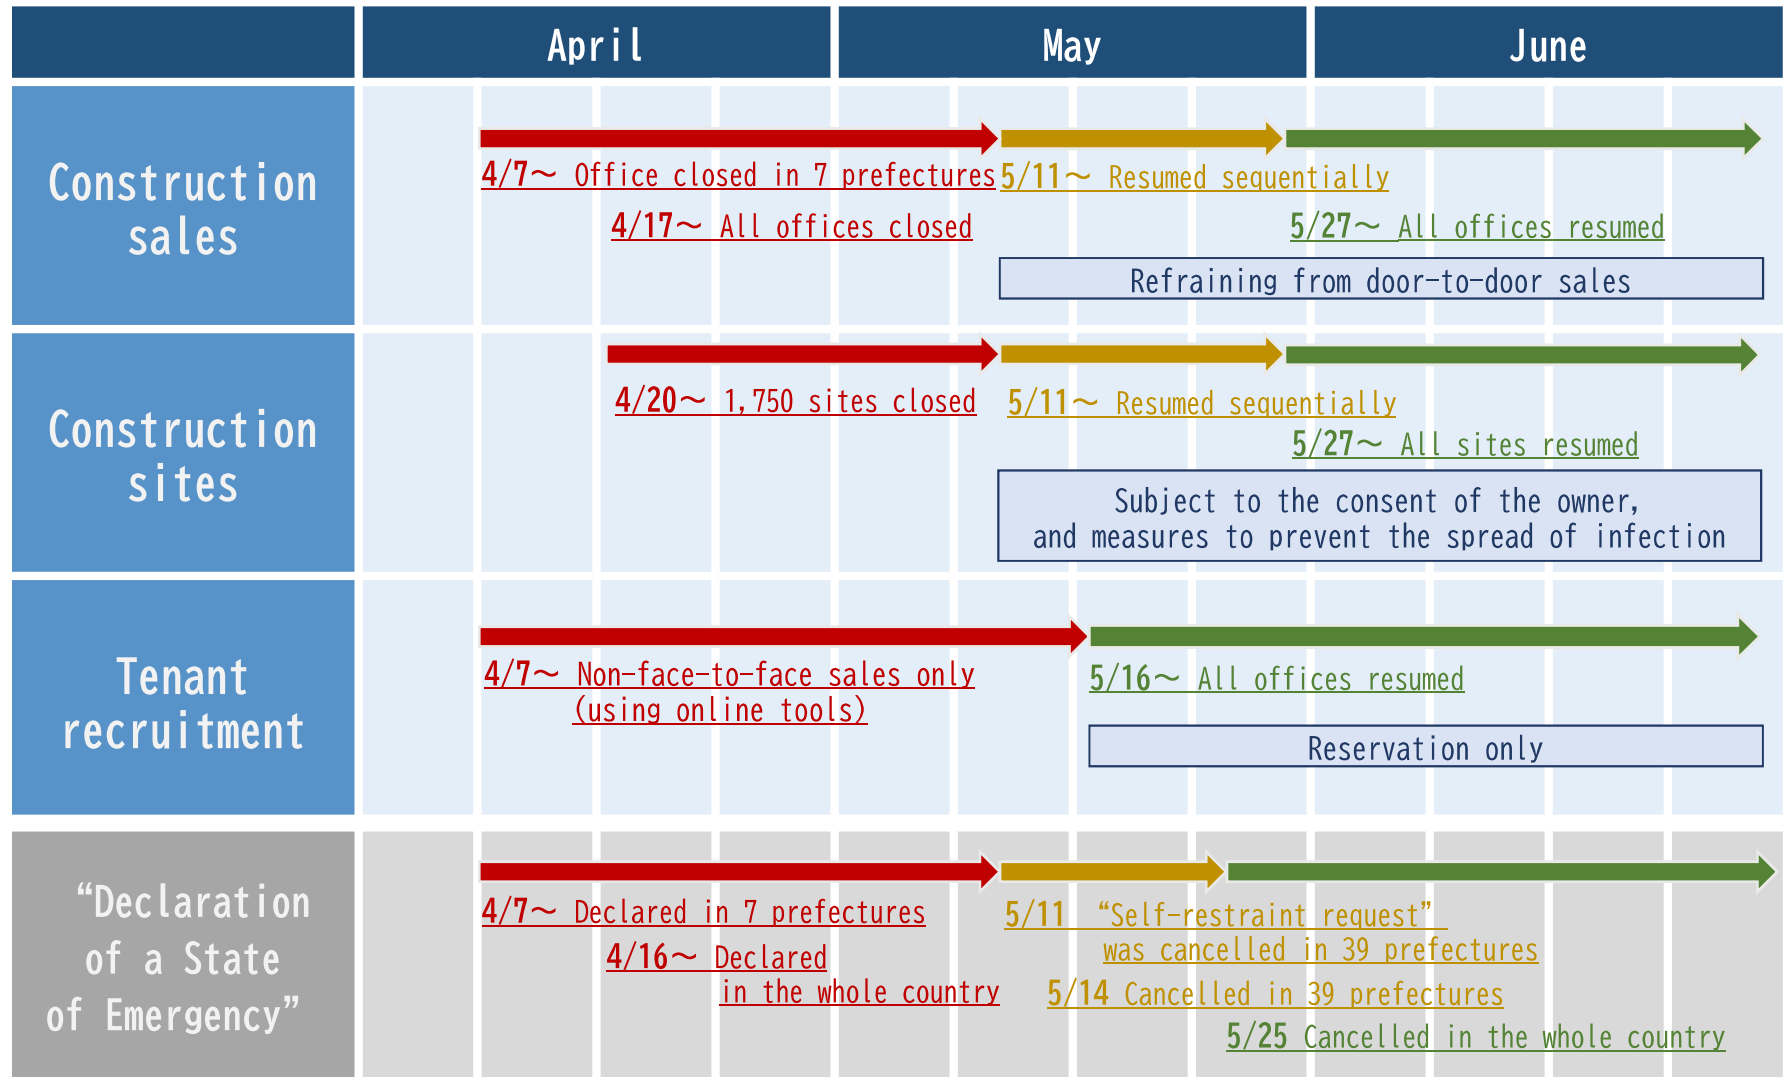 April
May
June
Construction
sales
4/7～ Office closed in 7 prefectures
5/11～ Resumed sequentially
4/17～ All offices closed
5/27～ All offices resumed
Refraining from door-to-door sales
Construction
sites
4/20～ 1,750 sites closed
5/11～ Resumed sequentially
5/27～ All sites resumed
Subject to the consent of the owner,
and measures to prevent the spread of infection
Tenant
recruitment
4/7～ Non-face-to-face sales only
(using online tools)
5/16～ All offices resumed
Reservation only
“Declaration
of a State
of Emergency”
4/7～ Declared in 7 prefectures
4/16～ Declared
in the whole country
5/11 “Self-restraint request”
was cancelled in 39 prefectures
5/14 Cancelled in 39 prefectures
5/25 Cancelled in the whole country